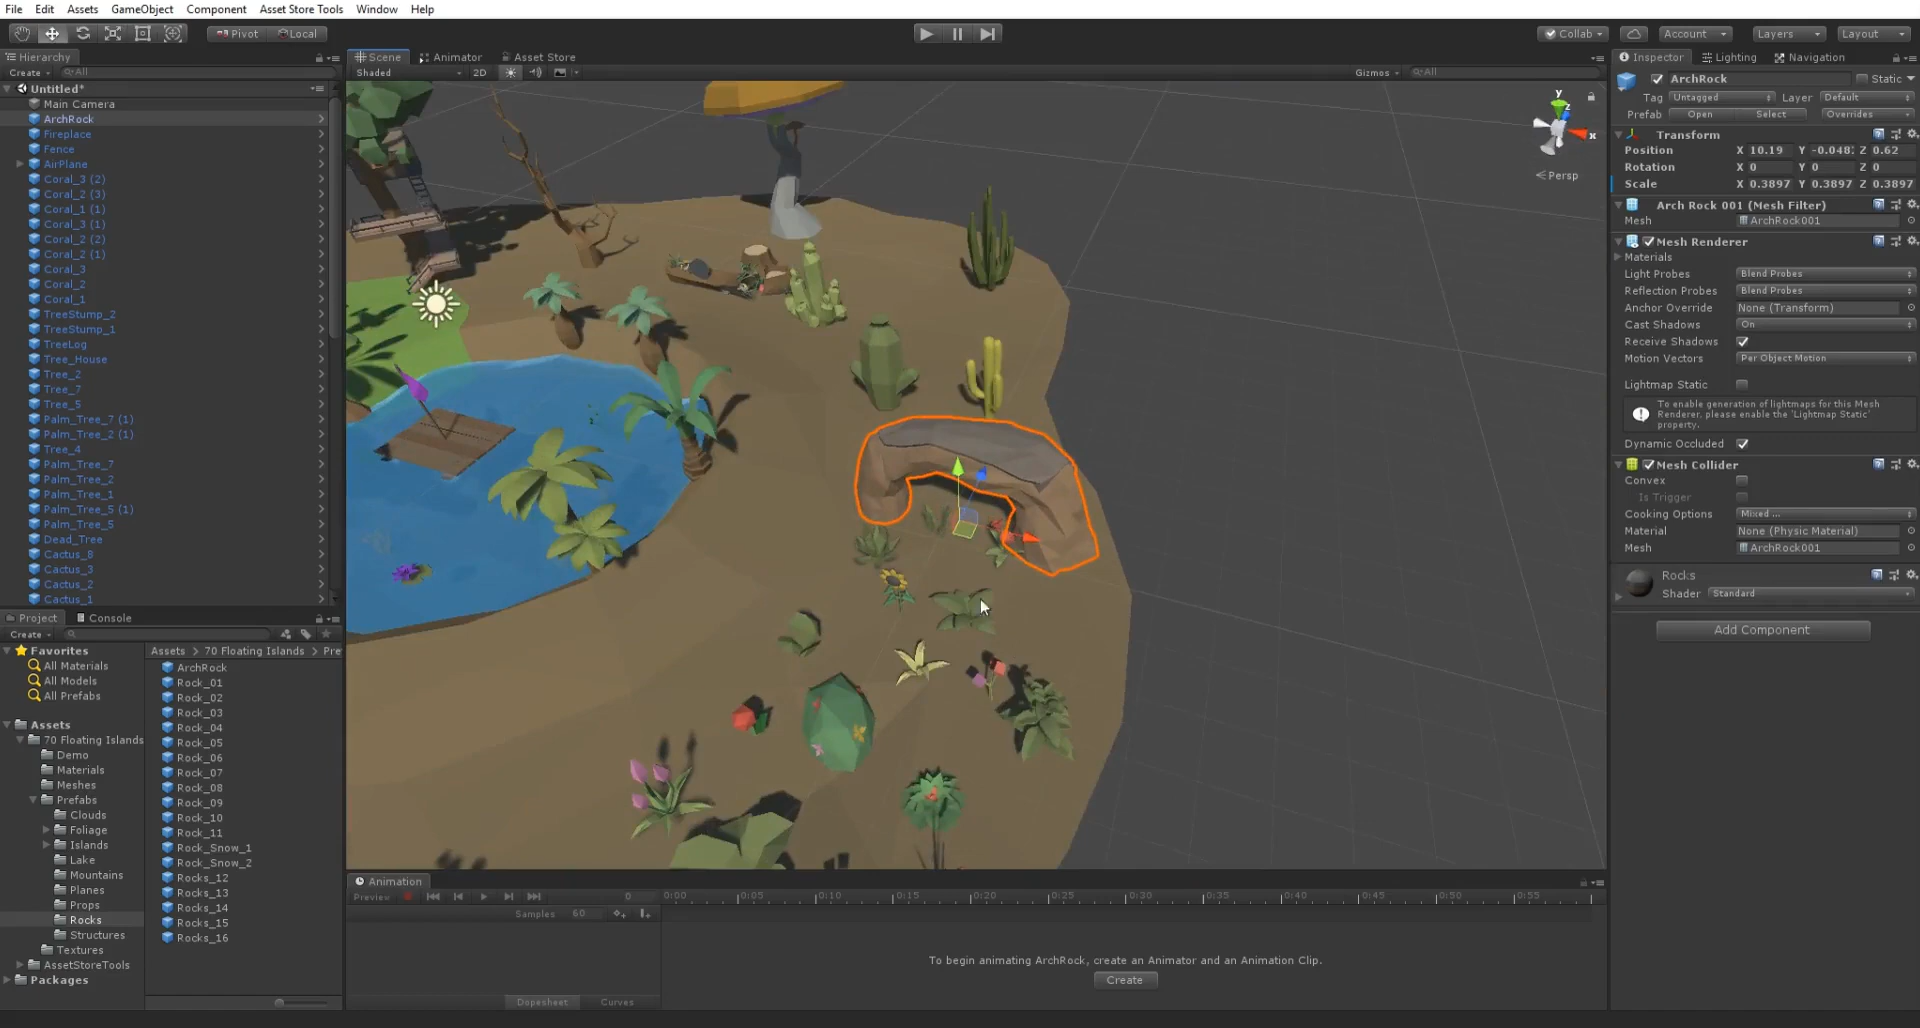 File Edit Assets GameObject Component Asset Store Tools Window Help
Pivot Local Collab Account Layers Layout
Hierarchy
Create All
Untitled*
Main Camera
ArchRock
Fireplace
Fence
AirPlane
Coral_3 (2)
Coral_2 (3)
Coral_1 (1)
Coral_3 (1)
Coral_2 (2)
Coral_2 (1)
Coral_3
Coral_2
Coral_1
TreeStump_2
TreeStump_1
TreeLog
Tree_House
Tree_2
Tree_7
Tree_5
Palm_Tree_7 (1)
Palm_Tree_2 (1)
Tree_4
Palm_Tree_7
Palm_Tree_2
Palm_Tree_1
Palm_Tree_5 (1)
Palm_Tree_5
Dead_Tree
Cactus_8
Cactus_3
Cactus_2
Cactus_1
Scene Animator Asset Store
Shaded 2D Gizmos All
y
z
x
Persp
Inspector Lighting Navigation
ArchRock Static
Tag Untagged Layer Default
Prefab Open Select Overrides
Transform
Position X 10.19 Y -0.048 Z 0.62
Rotation X 0 Y 0 Z 0
Scale X 0.3897 Y 0.3897 Z 0.3897
Arch Rock 001 (Mesh Filter)
Mesh ArchRock001
Mesh Renderer
Materials
Light Probes Blend Probes
Reflection Probes Blend Probes
Anchor Override None (Transform)
Cast Shadows On
Receive Shadows
Motion Vectors Per Object Motion
Lightmap Static
To enable generation of lightmaps for this Mesh
Renderer, please enable the 'Lightmap Static'
property.
Dynamic Occluded
Mesh Collider
Convex
Is Trigger
Cooking Options Mixed ...
Material None (Physic Material)
Mesh ArchRock001
Rocks
Shader Standard
Add Component
Project Console
Create
Favorites
All Materials
All Models
All Prefabs
Assets
70 Floating Islands
Demo
Materials
Meshes
Prefabs
Clouds
Foliage
Islands
Lake
Mountains
Planes
Props
Rocks
Structures
Textures
AssetStoreTools
Packages
Assets 70 Floating Islands Pre
ArchRock
Rock_01
Rock_02
Rock_03
Rock_04
Rock_05
Rock_06
Rock_07
Rock_08
Rock_09
Rock_10
Rock_11
Rock_Snow_1
Rock_Snow_2
Rocks_12
Rocks_13
Rocks_14
Rocks_15
Rocks_16
Animation
Preview 0 0:00 0:05 0:10 0:15 0:20 0:25 0:30 0:35 0:40 0:45 0:50 0:55
Samples 60
To begin animating ArchRock, create an Animator and an Animation Clip.
Create
Dopesheet Curves